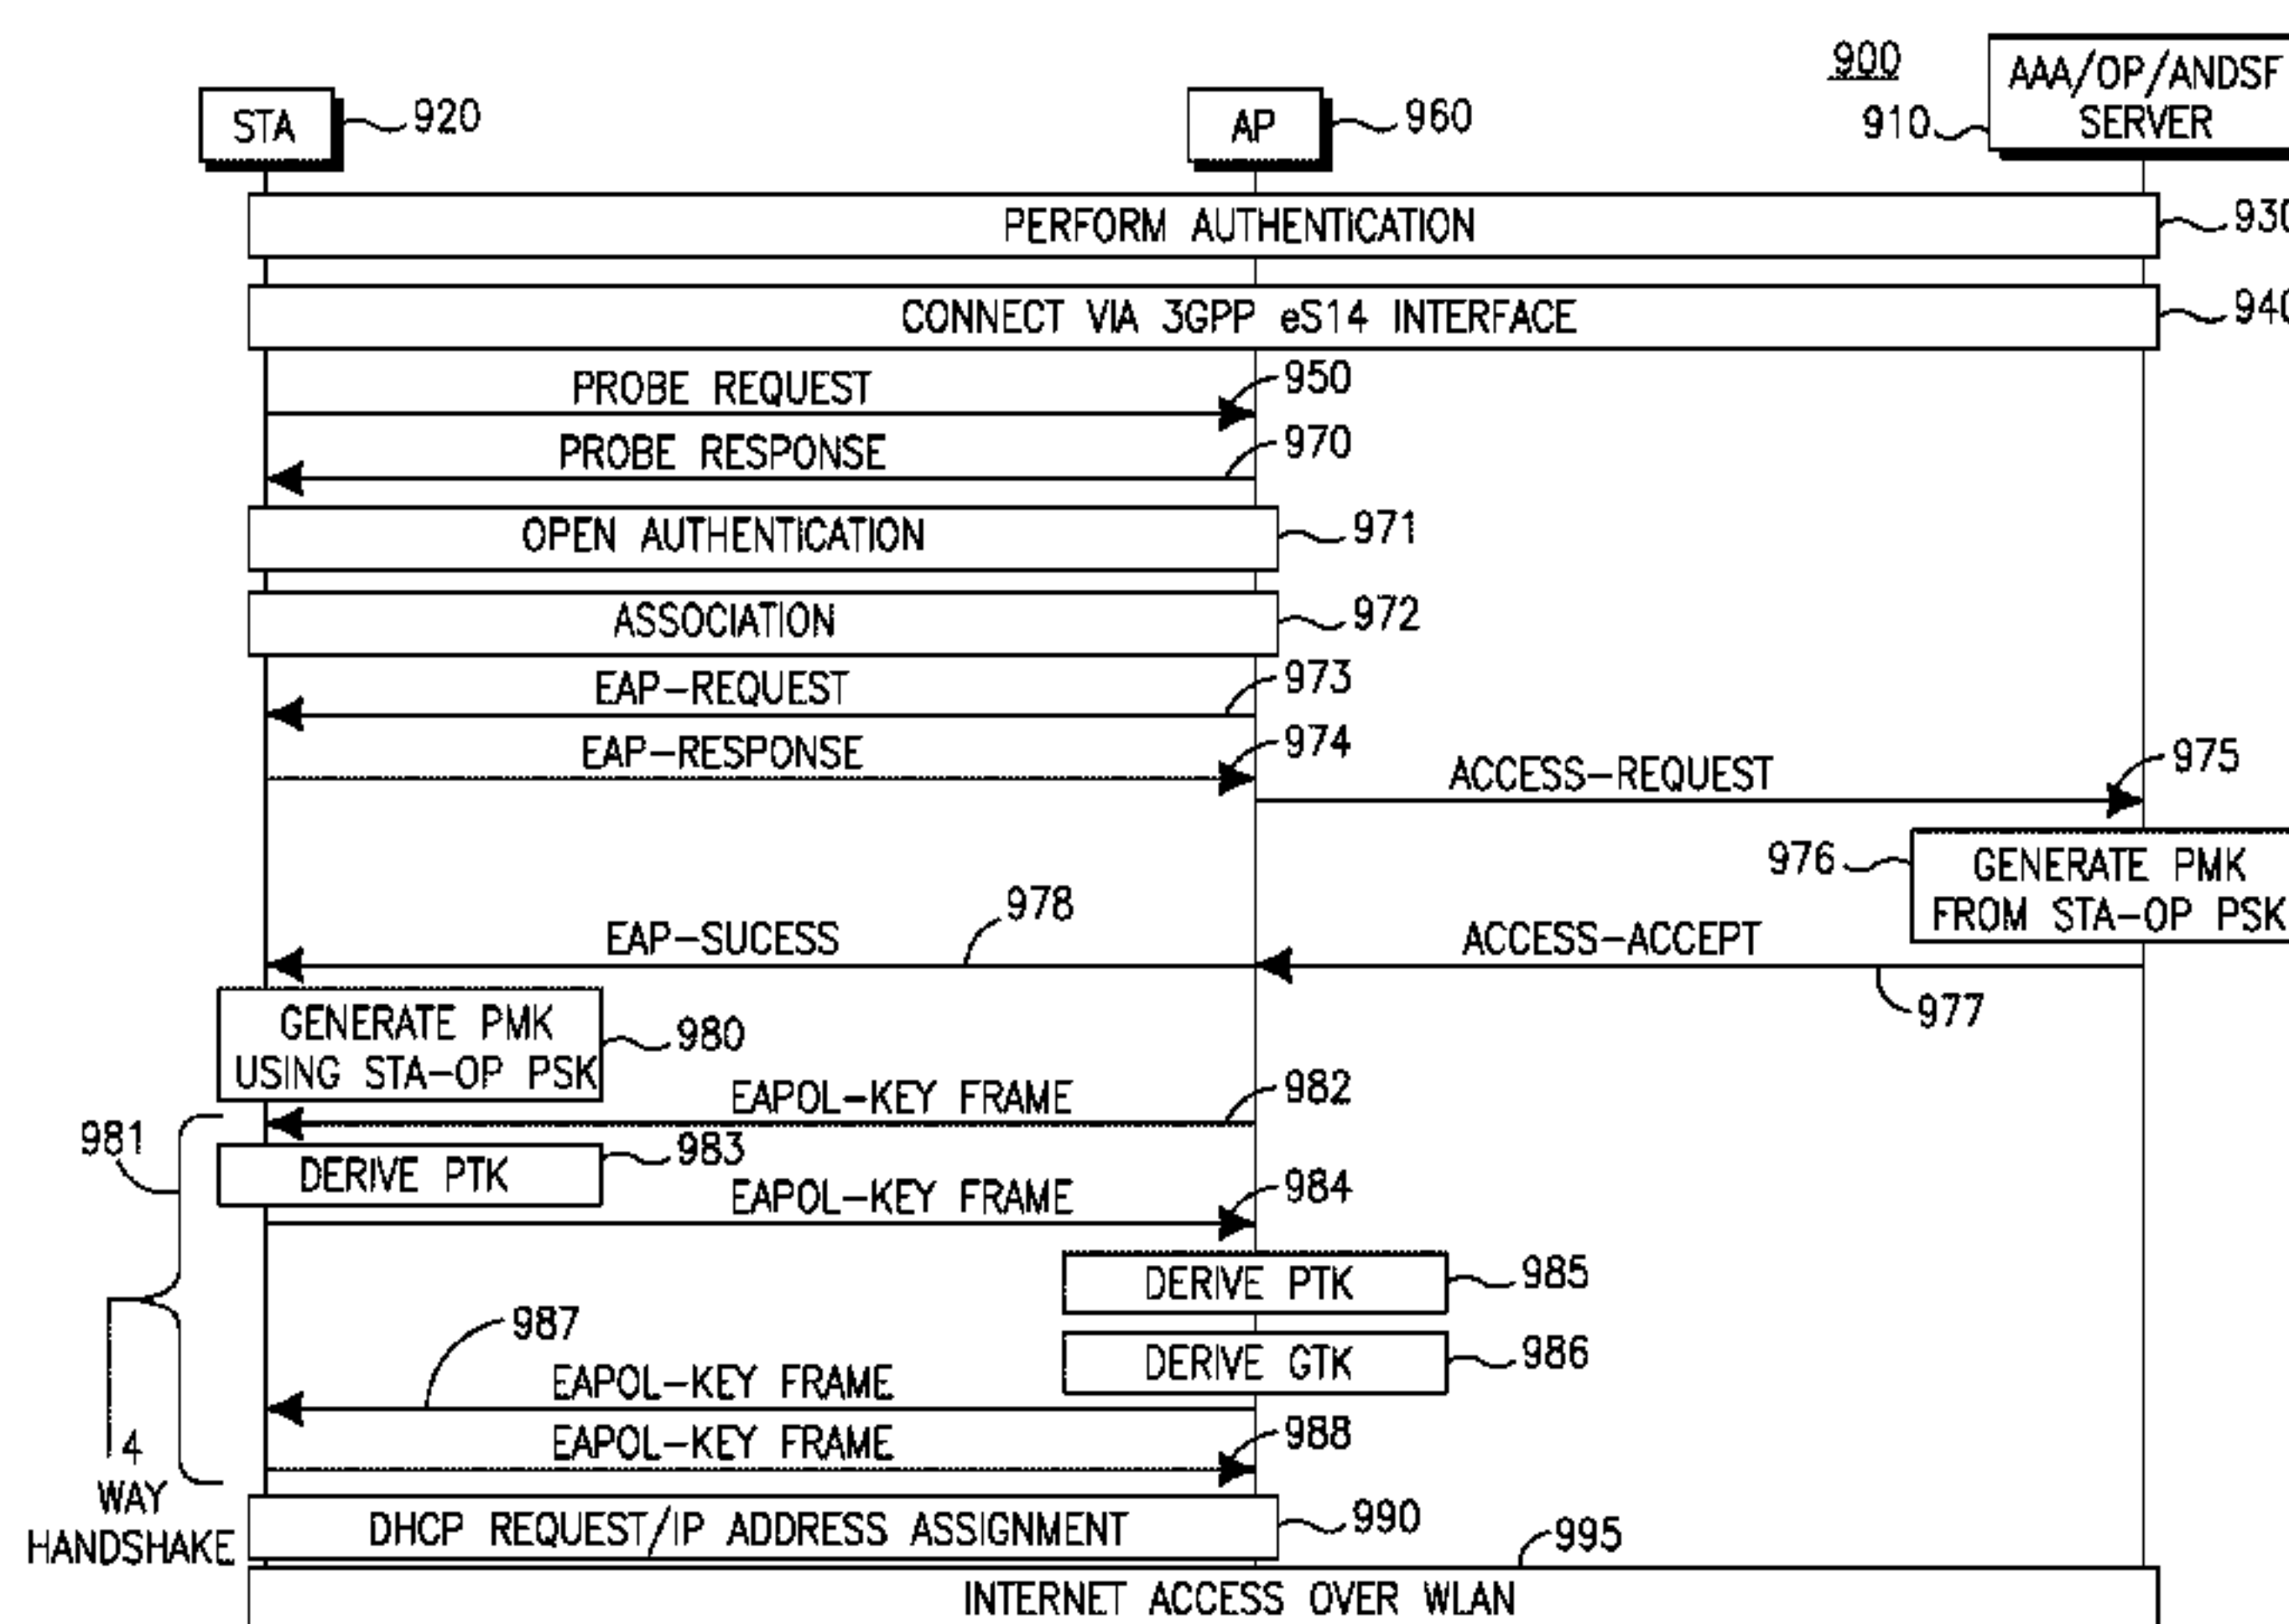 900
AAA/OP/ANDSF
SERVER
910
STA
920
AP
960
PERFORM AUTHENTICATION
930
CONNECT VIA 3GPP eS14 INTERFACE
940
PROBE REQUEST
950
PROBE RESPONSE
970
OPEN AUTHENTICATION
971
ASSOCIATION
972
EAP-REQUEST
973
EAP-RESPONSE
974
ACCESS-REQUEST
975
976
GENERATE PMK
FROM STA-OP PSK
978
EAP-SUCESS
ACCESS-ACCEPT
977
GENERATE PMK
USING STA-OP PSK
980
EAPOL-KEY FRAME
982
981
DERIVE PTK
983
EAPOL-KEY FRAME
984
DERIVE PTK
985
987
DERIVE GTK
986
EAPOL-KEY FRAME
EAPOL-KEY FRAME
988
4
WAY
HANDSHAKE
DHCP REQUEST/IP ADDRESS ASSIGNMENT
990
995
INTERNET ACCESS OVER WLAN